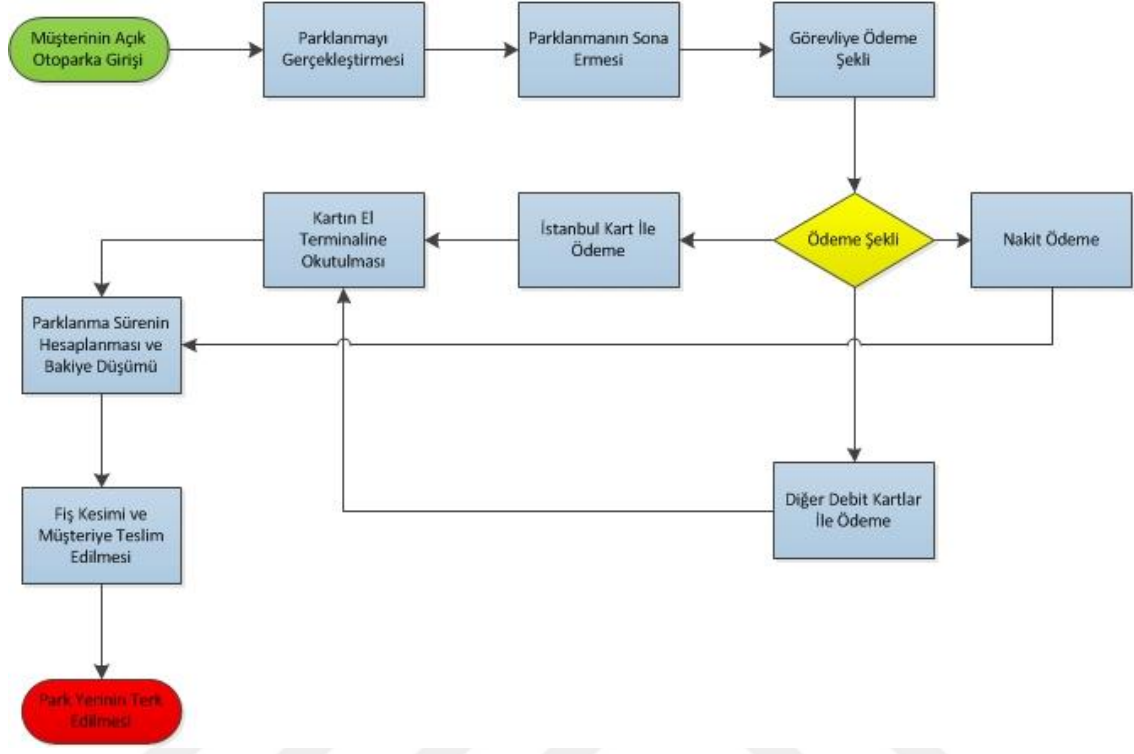 Müşterinin Açık
Otoparka Girişi
Parklanmayı
Gerçekleştirmesi
Parklanmanın Sona
Ermesi
Görevliye Ödeme
Şekli
Kartın El
Terminaline
Okutulması
İstanbul Kart İle
Ödeme
Ödeme Şekli
Nakit Ödeme
Parklanma Sürenin
Hesaplanması ve
Bakiye Düşümü
Diğer Debit Kartlar
İle Ödeme
Fiş Kesimi ve
Müşteriye Teslim
Edilmesi
Park Yerinin Terk
Edilmesi